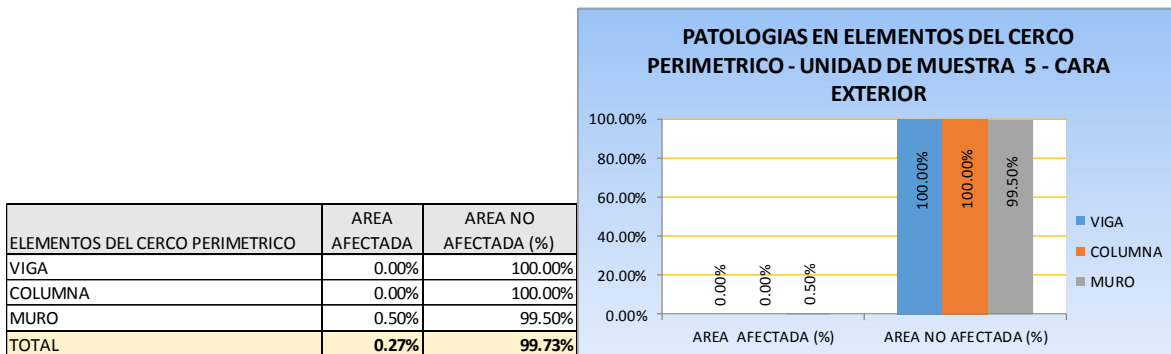 ELEMENTOS DEL CERCO PERIMETRICO AREA AFECTADA AREA NO AFECTADA (%)
VIGA 0.00% 100.00%
COLUMNA 0.00% 100.00%
MURO 0.50% 99.50%
TOTAL 0.27% 99.73%
PATOLOGIAS EN ELEMENTOS DEL CERCO
PERIMETRICO - UNIDAD DE MUESTRA 5 - CARA
EXTERIOR
100.00%
80.00%
60.00%
40.00%
20.00%
0.00%
0.00% 0.00% 0.50% 100.00% 100.00% 99.50%
AREA AFECTADA (%) AREA NO AFECTADA (%)
VIGA
COLUMNA
MURO